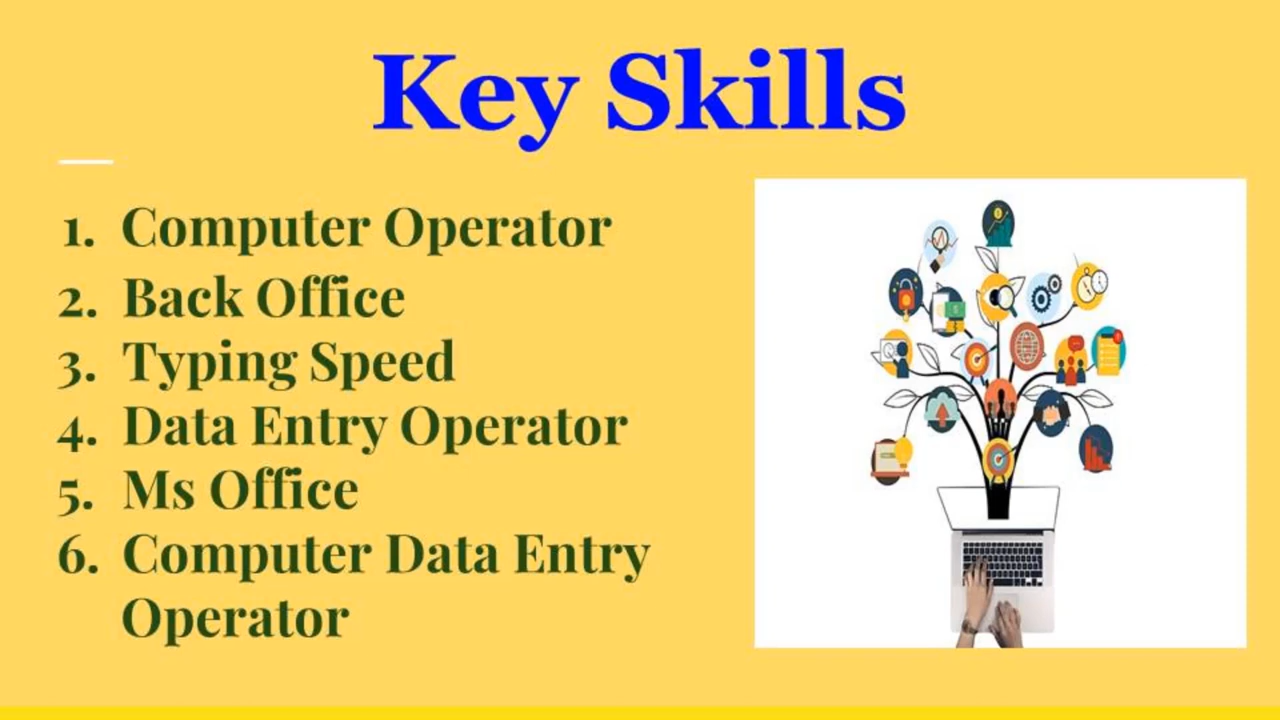 Key Skills
1. Computer Operator
2. Back Office
3. Typing Speed
4. Data Entry Operator
5. Ms Office
6. Computer Data Entry
Operator